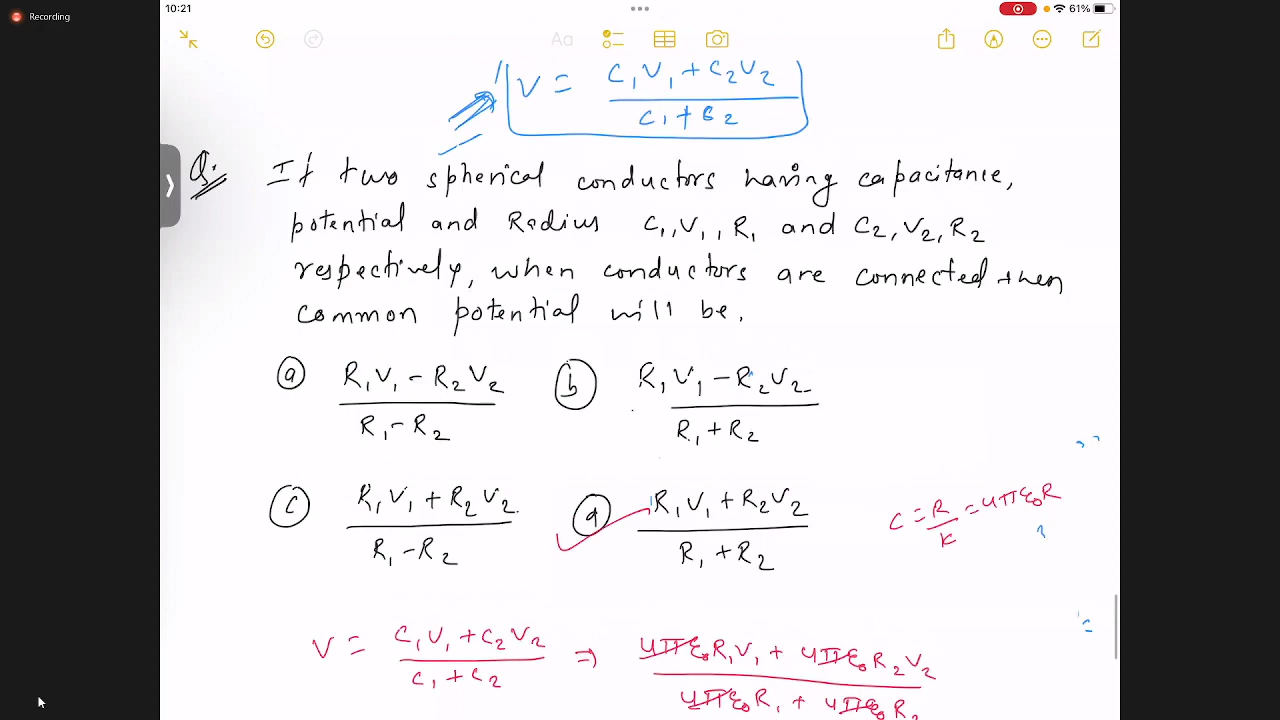 Recording
10:21
61%
Aa
V = C₁V₁ + C₂V₂ / C₁ + C₂
Q. If two spherical conductors having capacitance,
potential and Radius C₁, V₁, R₁ and C₂, V₂, R₂
respectively, when conductors are connected then
common potential will be.
(a) R₁V₁ - R₂V₂ / R₁ - R₂ (b) R₁V₁ - R₂V₂ / R₁ + R₂
(c) R₁V₁ + R₂V₂ / R₁ - R₂ (d) R₁V₁ + R₂V₂ / R₁ + R₂
C = R/K = 4πε₀R
V = C₁V₁ + C₂V₂ / C₁ + C₂ ⇒ 4πε₀R₁V₁ + 4πε₀R₂V₂ / 4πε₀R₁ + 4πε₀R₂